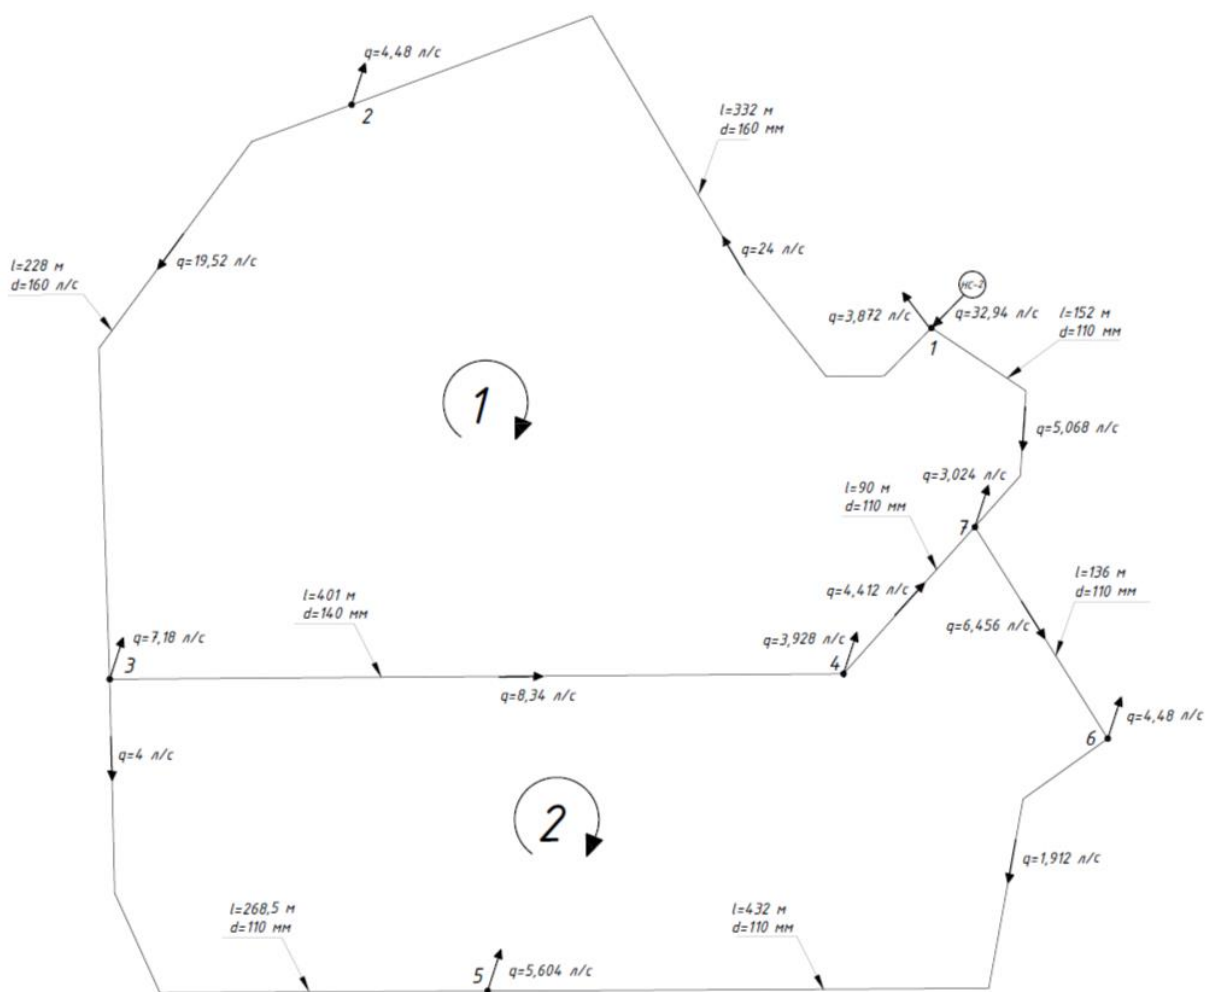 q=4,48 л/с
2
l=332 м
d=160 мм
q=19,52 л/с
l=228 м
d=160 л/с
q=24 л/с
НС-2
q=3,872 л/с
q=32,94 л/с
l=152 м
d=110 мм
1
1
q=5,068 л/с
q=3,024 л/с
l=90 м
d=110 мм
7
l=136 м
d=110 мм
l=401 м
d=140 мм
q=4,412 л/с
q=6,456 л/с
q=7,18 л/с
3
q=3,928 л/с
4
q=8,34 л/с
q=4,48 л/с
6
q=4 л/с
2
q=1,912 л/с
l=268,5 м
d=110 мм
l=432 м
d=110 мм
5
q=5,604 л/с